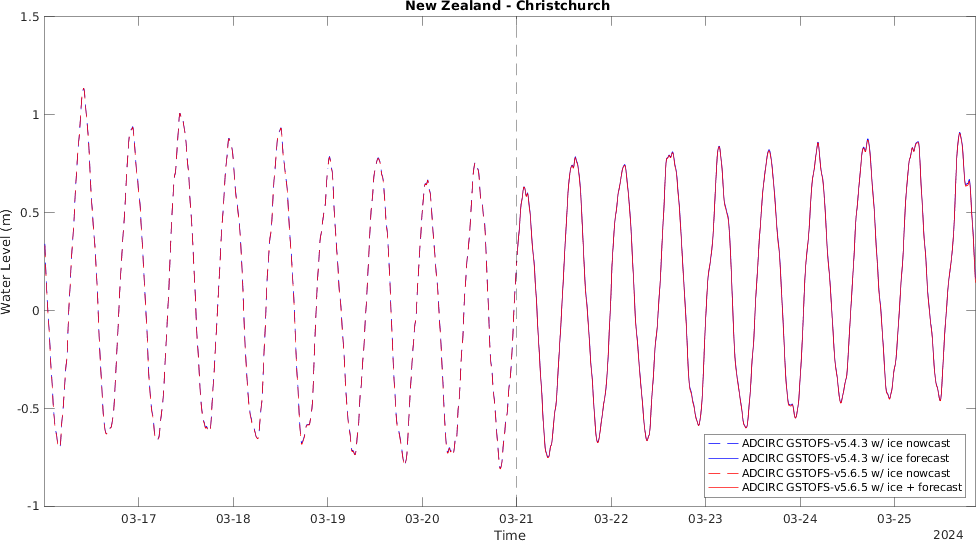 New Zealand - Christchurch
1.5
1
0.5
0
-0.5
-1
Water Level (m)
03-17 03-18 03-19 03-20 03-21 03-22 03-23 03-24 03-25
Time
2024
ADCIRC GSTOFS-v5.4.3 w/ ice nowcast
ADCIRC GSTOFS-v5.4.3 w/ ice forecast
ADCIRC GSTOFS-v5.6.5 w/ ice nowcast
ADCIRC GSTOFS-v5.6.5 w/ ice + forecast